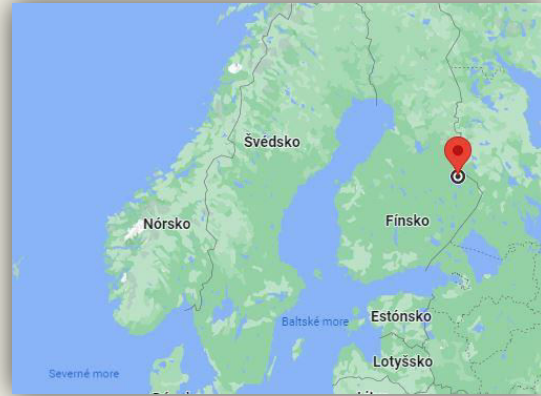 Švédsko
Nórsko
Fínsko
Baltské more
Estónsko
Lotyšsko
Severné more